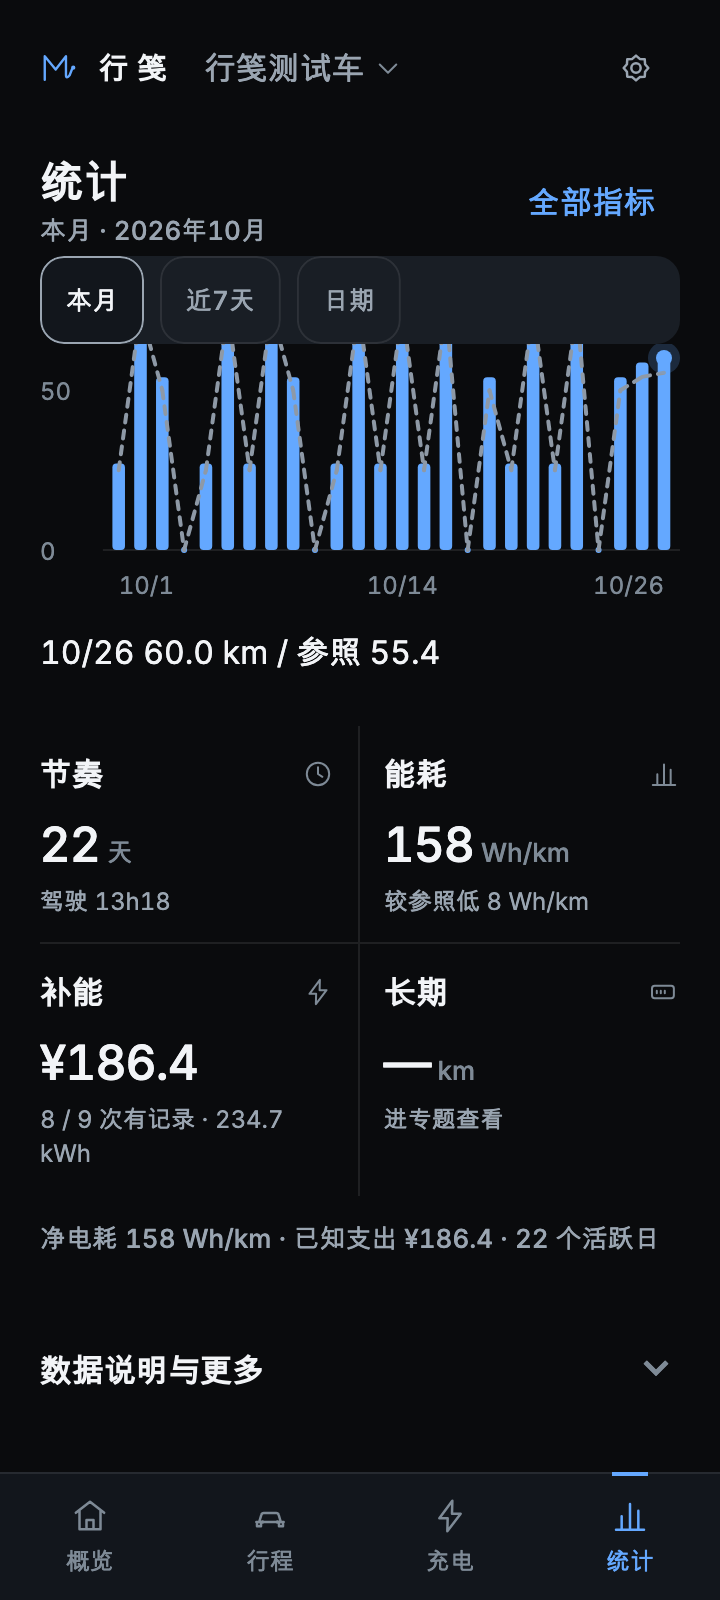 行笺 行笺测试车
统计
全部指标
本月 · 2026年10月
本月 近7天 日期
50
0
10/1 10/14 10/26
10/26 60.0 km / 参照 55.4
节奏
22 天
驾驶 13h18
能耗
158 Wh/km
较参照低 8 Wh/km
补能
¥186.4
8 / 9 次有记录 · 234.7
kWh
长期
— km
进专题查看
净电耗 158 Wh/km · 已知支出 ¥186.4 · 22 个活跃日
数据说明与更多
概览 行程 充电 统计